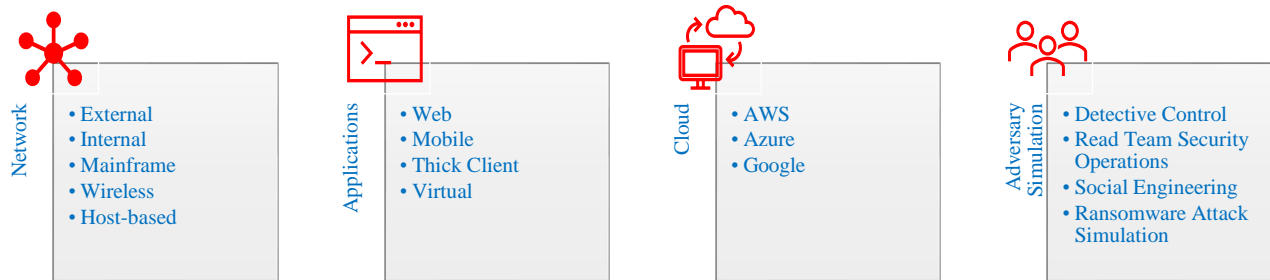 Network
• External
• Internal
• Mainframe
• Wireless
• Host-based
Applications
• Web
• Mobile
• Thick Client
• Virtual
Cloud
• AWS
• Azure
• Google
Adversary
Simulation
• Detective Control
• Read Team Security
Operations
• Social Engineering
• Ransomware Attack
Simulation